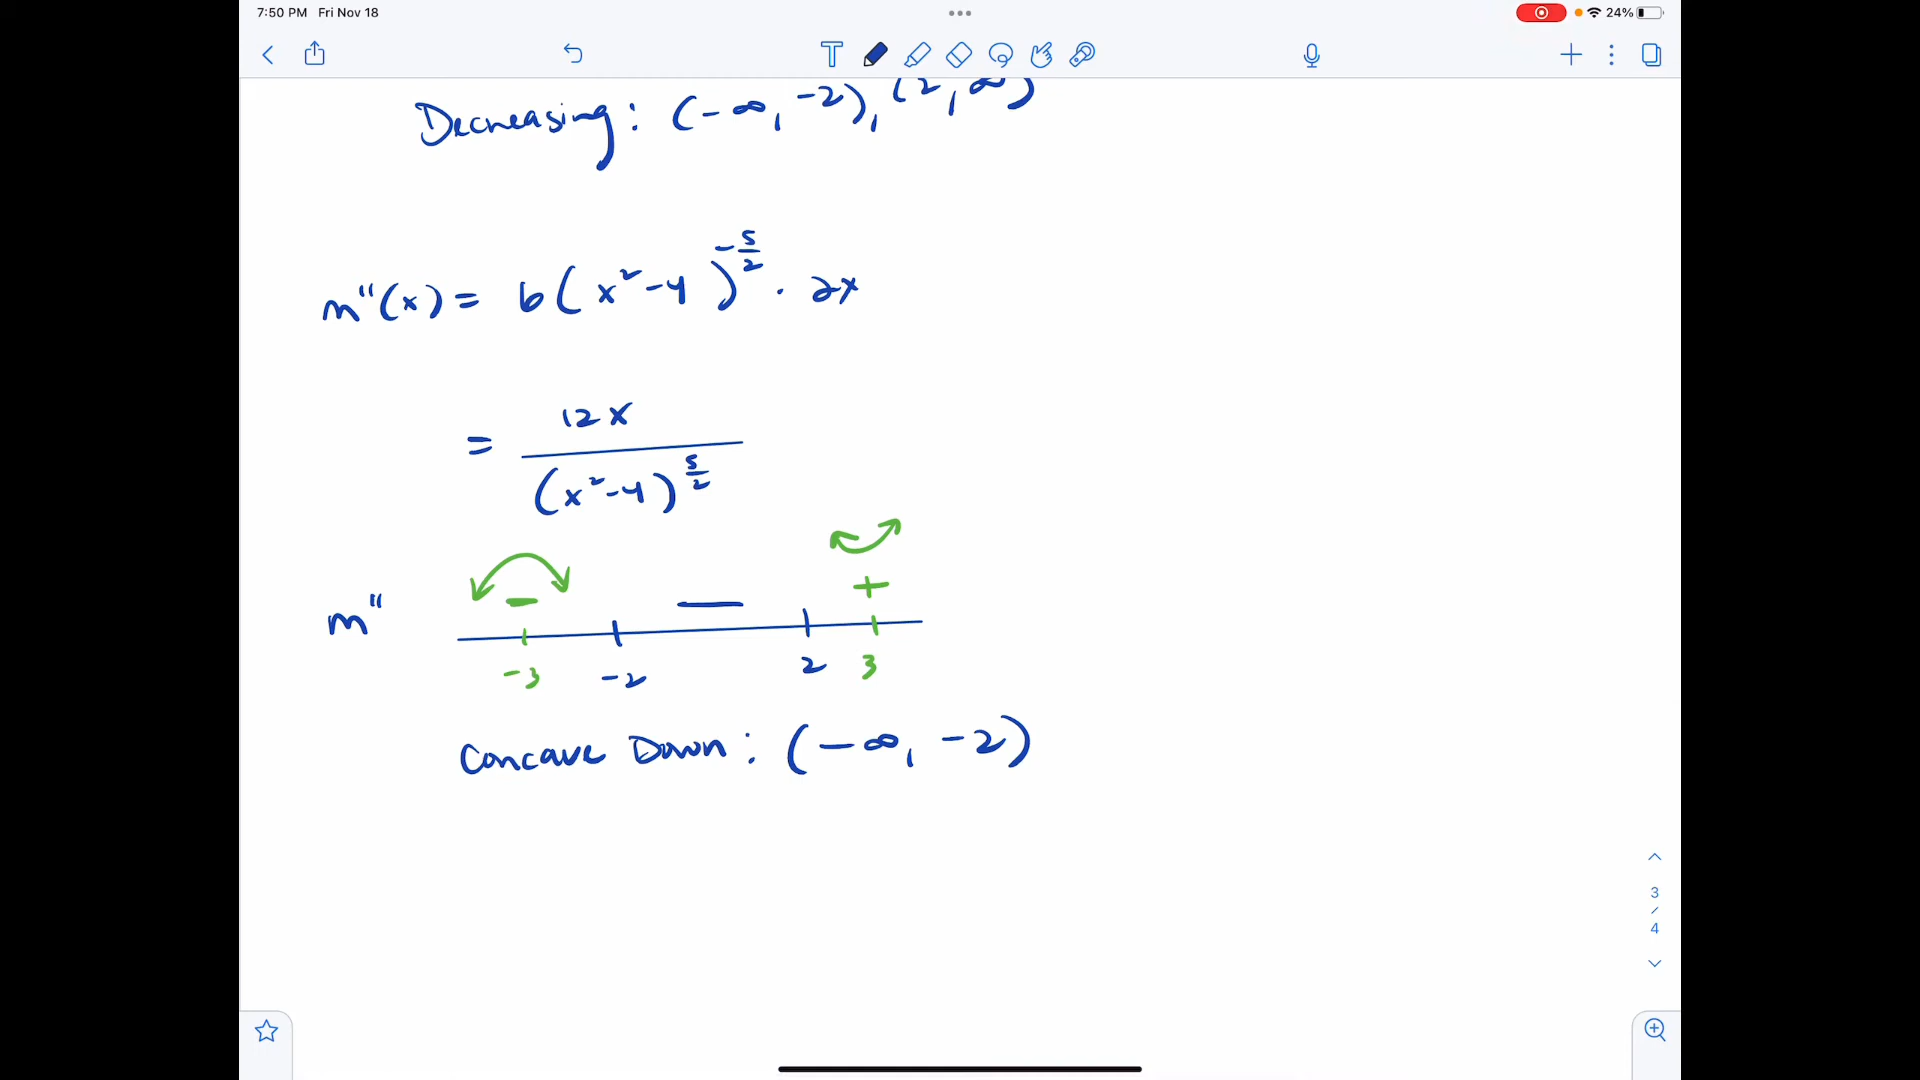 7:50 PM Fri Nov 18
24%
T
Decreasing: (-∞, -2), (2, ∞)
m''(x) = 6(x²-4)^(-5/2) · 2x
= 12x / (x²-4)^(5/2)
− — +
m''
-3 -2 2 3
Concave Down: (-∞, -2)
3
/
4